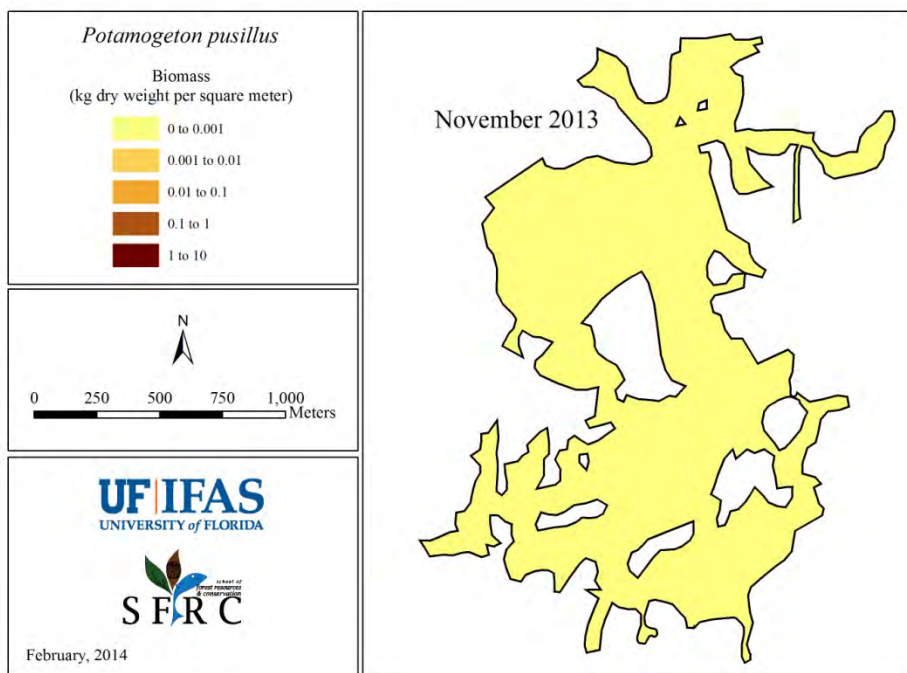 Potamogeton pusillus
Biomass
(kg dry weight per square meter)
0 to 0.001
0.001 to 0.01
0.01 to 0.1
0.1 to 1
1 to 10
N
0 250 500 750 1,000
Meters
UF|IFAS
UNIVERSITY of FLORIDA
school of
forest resources
& conservation
SFRC
February, 2014
November 2013